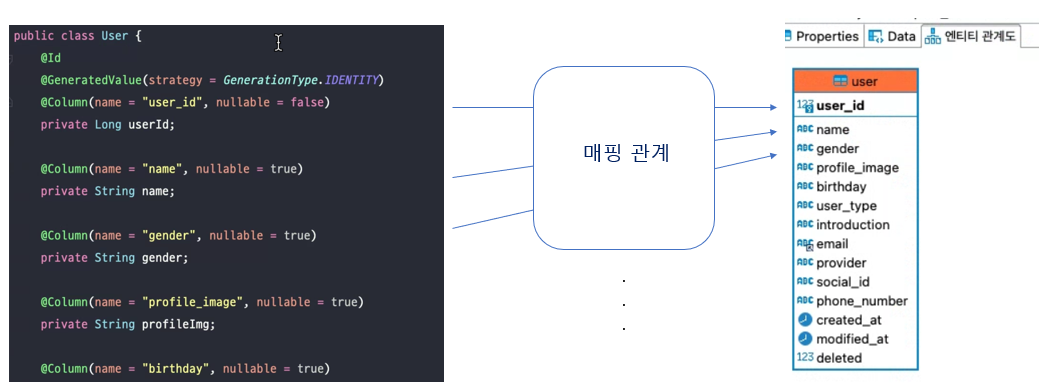 public class User {
@Id
@GeneratedValue(strategy = GenerationType.IDENTITY)
@Column(name = "user_id", nullable = false)
private Long userId;
@Column(name = "name", nullable = true)
private String name;
@Column(name = "gender", nullable = true)
private String gender;
@Column(name = "profile_image", nullable = true)
private String profileImg;
@Column(name = "birthday", nullable = true)
매핑 관계
.
.
.
Properties Data 엔티티 관계도
user
123 user_id
ABC name
ABC gender
ABC profile_image
ABC birthday
ABC user_type
ABC introduction
ABC email
ABC provider
ABC social_id
ABC phone_number
created_at
modified_at
123 deleted